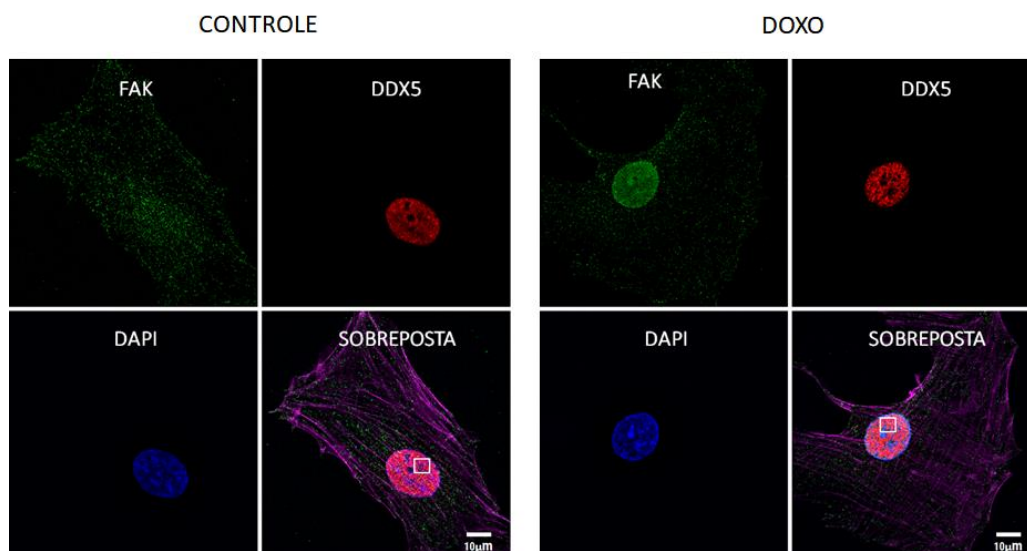 CONTROLE
DOXO
FAK
DDX5
FAK
DDX5
DAPI
SOBREPOSTA
DAPI
SOBREPOSTA
10µm
10µm